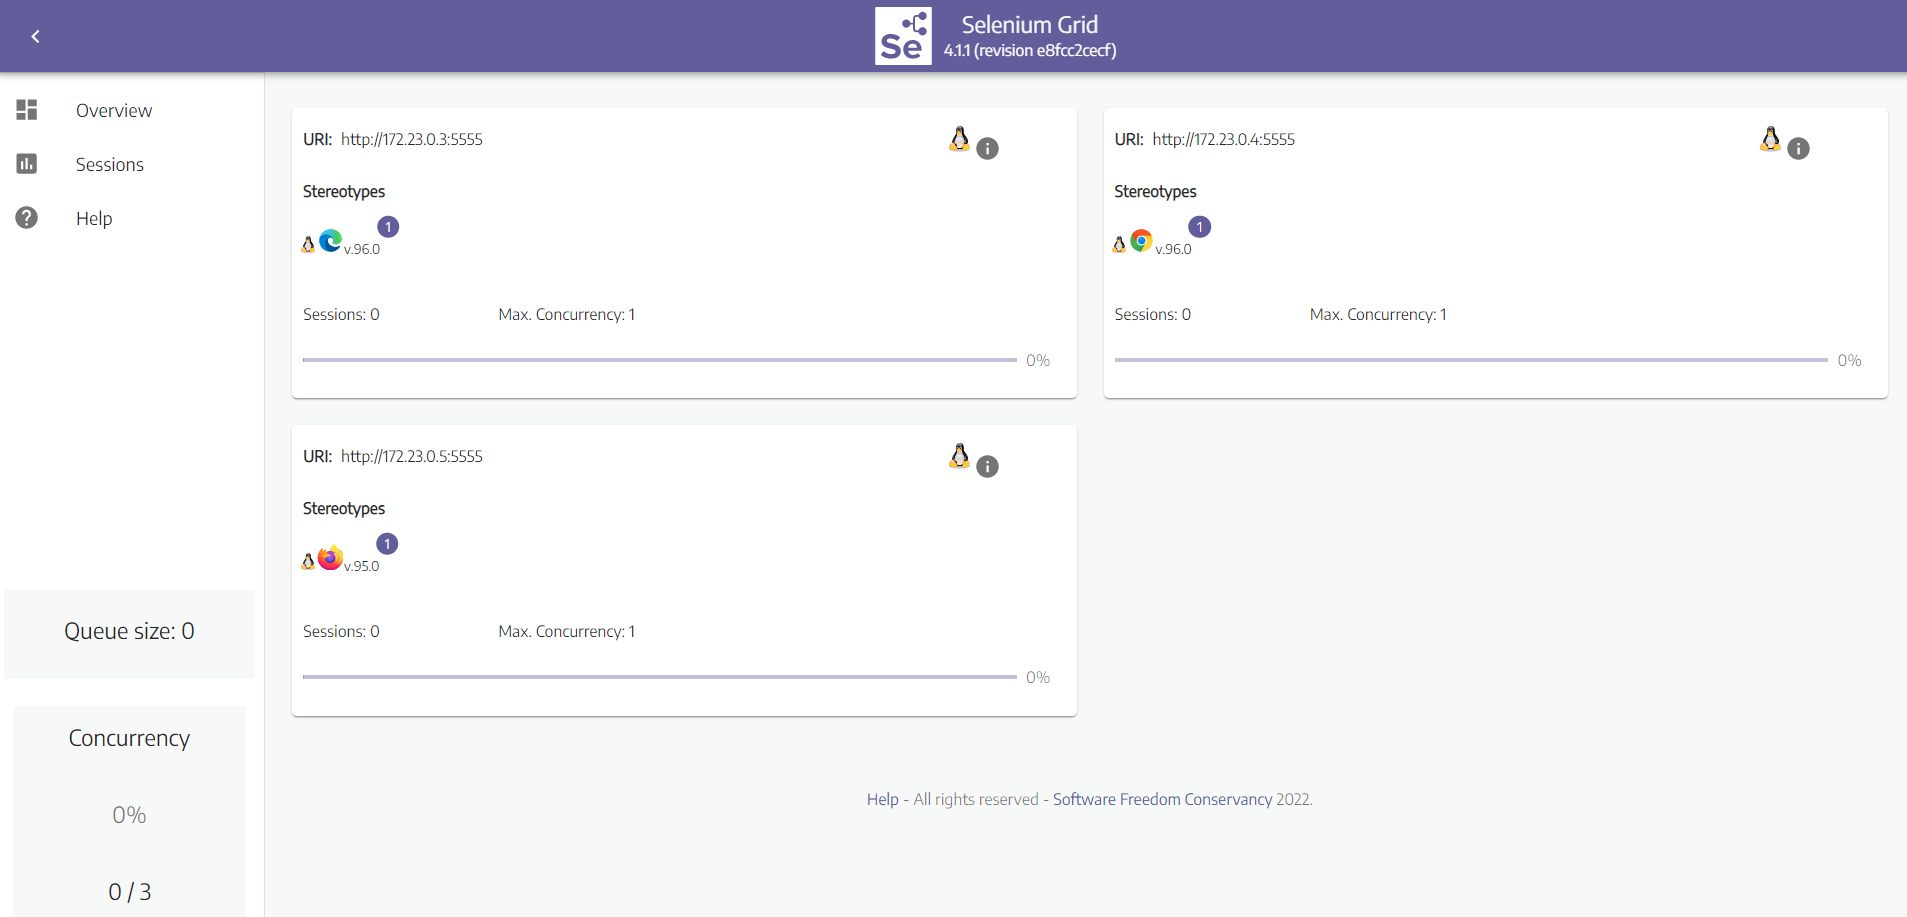 Se
Selenium Grid
4.1.1 (revision e8fcc2cecf)
Overview
Sessions
Help
Queue size: 0
Concurrency
0%
0 / 3
URI: http://172.23.0.3:5555
Stereotypes
1
v.96.0
Sessions: 0
Max. Concurrency: 1
0%
URI: http://172.23.0.4:5555
Stereotypes
1
v.96.0
Sessions: 0
Max. Concurrency: 1
0%
URI: http://172.23.0.5:5555
Stereotypes
1
v.95.0
Sessions: 0
Max. Concurrency: 1
0%
Help - All rights reserved - Software Freedom Conservancy 2022.